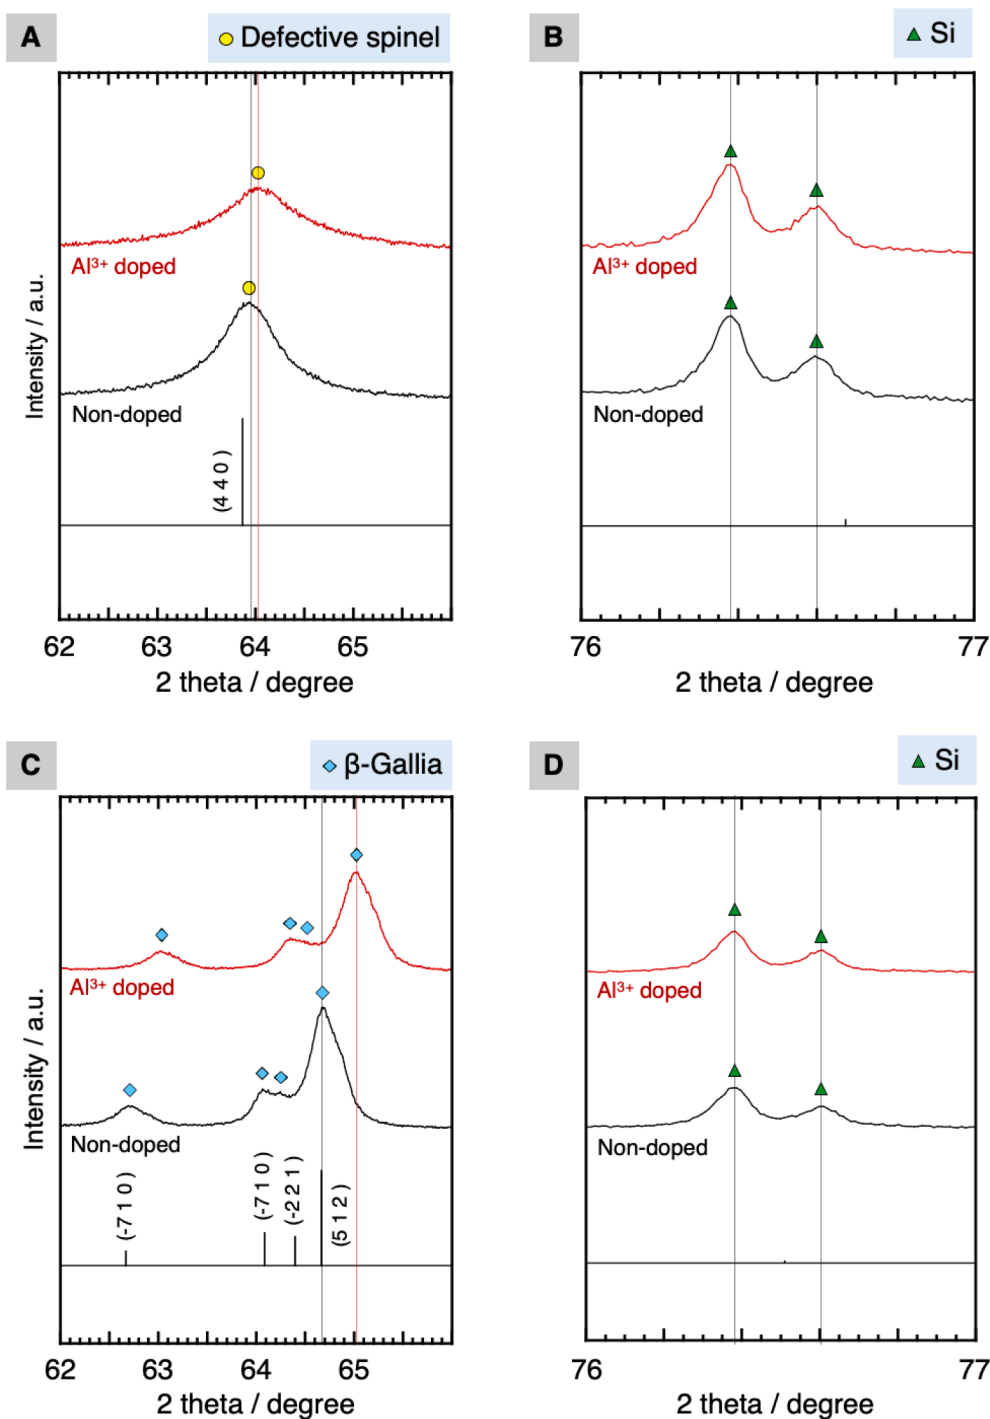 A
Defective spinel
B
Si
Al³⁺ doped
Non-doped
(4 4 0)
Intensity / a.u.
62 63 64 65
2 theta / degree
Al³⁺ doped
Non-doped
76 77
2 theta / degree
C
β-Gallia
D
Si
Al³⁺ doped
Non-doped
(-7 1 0)
(-7 1 0)
(-2 2 1)
(5 1 2)
Intensity / a.u.
62 63 64 65
2 theta / degree
Al³⁺ doped
Non-doped
76 77
2 theta / degree